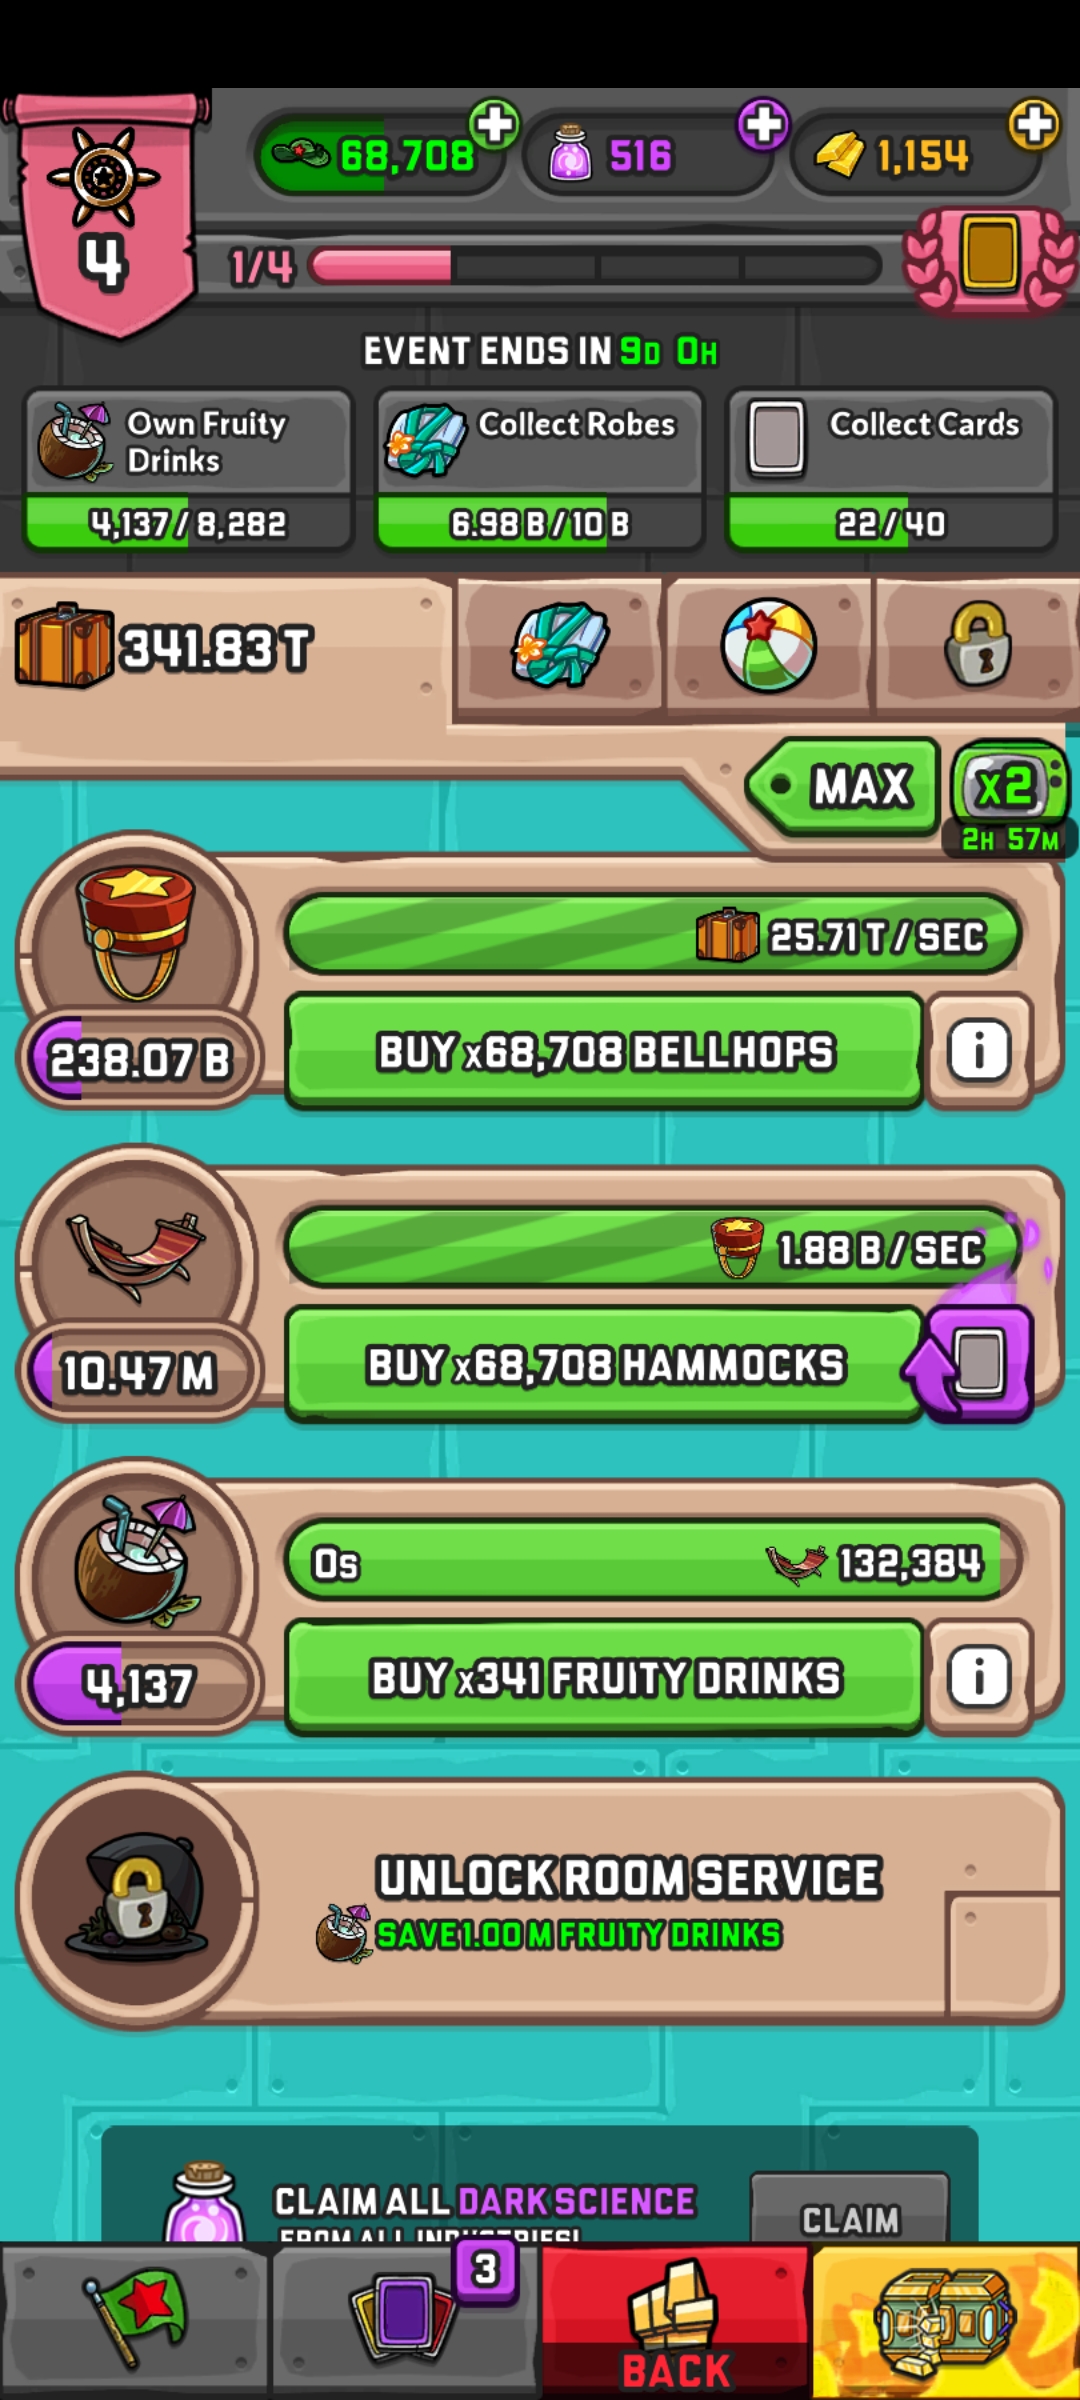 68,708
516
1,154
4
1/4
EVENT ENDS IN 9D 0H
Own Fruity
Drinks
4,137/8,282
Collect Robes
6.98 B/10 B
Collect Cards
22/40
341.83 T
MAX
x2
2H 57M
25.71 T/SEC
238.07 B
BUY x68,708 BELLHOPS
i
1.88 B/SEC
10.47 M
BUY x68,708 HAMMOCKS
0s
132,384
4,137
BUY x341 FRUITY DRINKS
i
UNLOCK ROOM SERVICE
SAVE 1.00 M FRUITY DRINKS
CLAIM ALL DARK SCIENCE
FROM ALL INDUSTRIES!
CLAIM
3
BACK